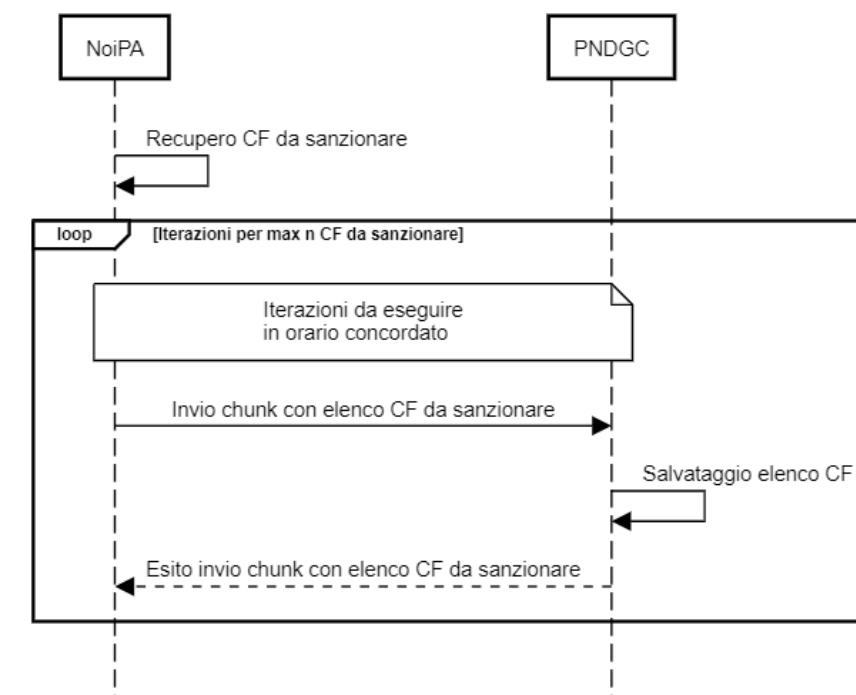 NoiPA
PNDGC
Recupero CF da sanzionare
loop
[Iterazioni per max n CF da sanzionare]
Iterazioni da eseguire
in orario concordato
Invio chunk con elenco CF da sanzionare
Salvataggio elenco CF
Esito invio chunk con elenco CF da sanzionare